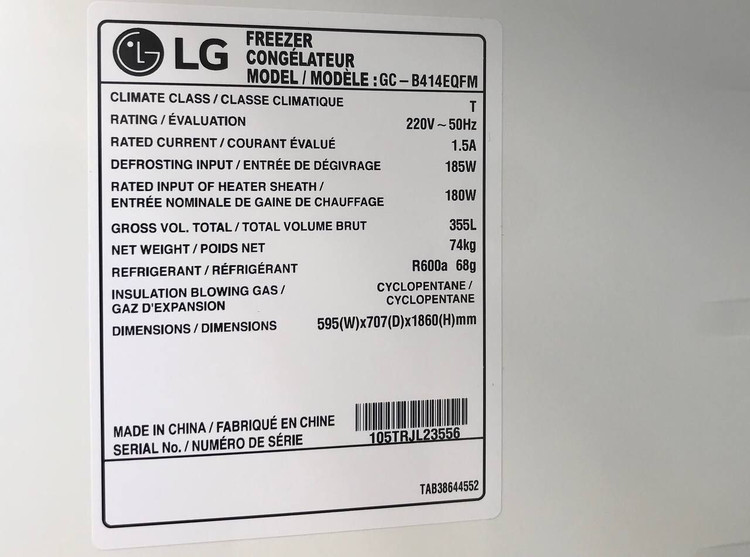 LG
FREEZER
CONGÉLATEUR
MODEL / MODÈLE : GC – B414EQFM
CLIMATE CLASS / CLASSE CLIMATIQUE T
RATING / ÉVALUATION 220V ~ 50Hz
RATED CURRENT / COURANT ÉVALUÉ 1.5A
DEFROSTING INPUT / ENTRÉE DE DÉGIVRAGE 185W
RATED INPUT OF HEATER SHEATH /
ENTRÉE NOMINALE DE GAINE DE CHAUFFAGE 180W
GROSS VOL. TOTAL / TOTAL VOLUME BRUT 355L
NET WEIGHT / POIDS NET 74kg
REFRIGERANT / RÉFRIGÉRANT R600a 68g
INSULATION BLOWING GAS / CYCLOPENTANE /
GAZ D'EXPANSION CYCLOPENTANE
DIMENSIONS / DIMENSIONS 595(W)x707(D)x1860(H)mm
MADE IN CHINA / FABRIQUÉ EN CHINE
SERIAL No. / NUMÉRO DE SÉRIE 105TRJL23556
TAB38644552